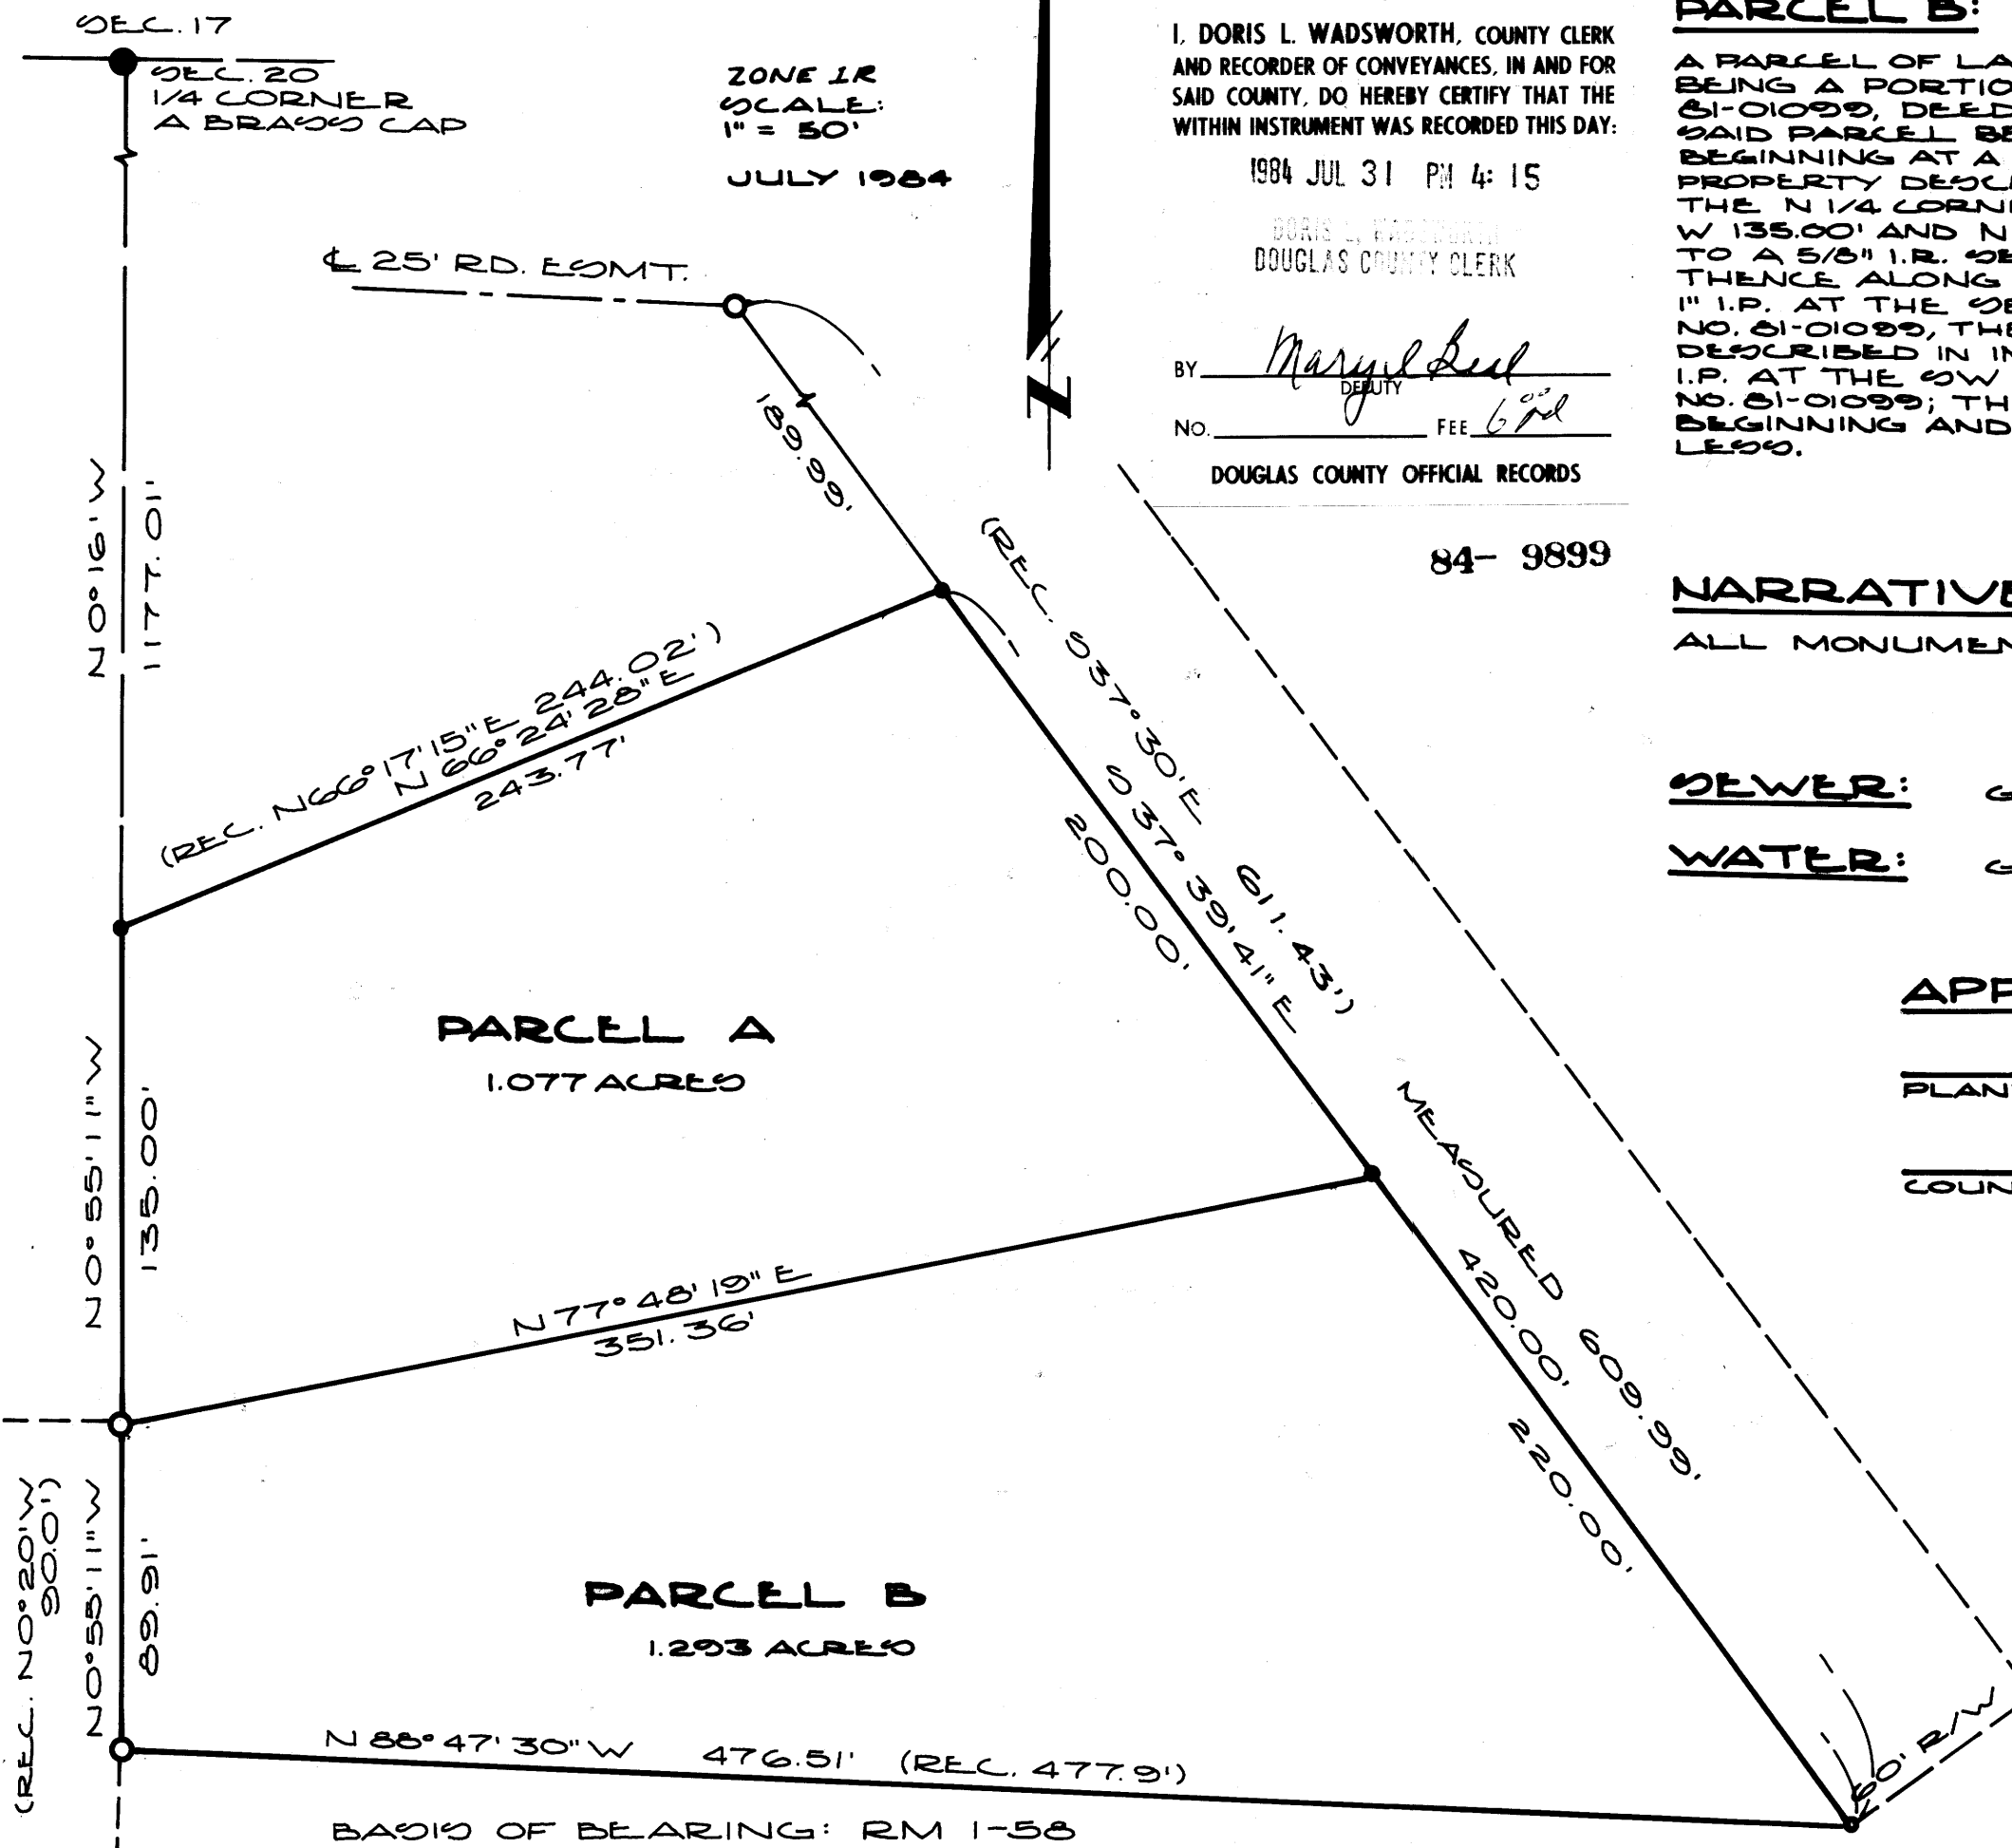 SEC. 17
SEC. 20
1/4 CORNER
A BRASS CAP
ZONE 1R
SCALE:
1" = 50'
JULY 1984
℄ 25' RD. ESMT.
189.99'
N 0° 16' W
1177.01'
(REC. N66°17'15"E 244.02')
N 66° 24' 28" E
243.77'
(REC. S37°30'E 611.43')
S 37° 39' 41" E
200.00'
PARCEL A
1.077 ACRES
N 0° 55' 11" W
135.00'
N 77° 48' 19" E
351.36'
MEASURED 609.99'
420.00'
220.00'
(REC. N0°20'W
90.0')
N0°55'11"W
89.91'
PARCEL B
1.293 ACRES
N 88° 47' 30" W 476.51' (REC. 477.9')
60' R/W
BASIS OF BEARING: RM 1-58
N
I, DORIS L. WADSWORTH, COUNTY CLERK
AND RECORDER OF CONVEYANCES, IN AND FOR
SAID COUNTY, DO HEREBY CERTIFY THAT THE
WITHIN INSTRUMENT WAS RECORDED THIS DAY:
1984 JUL 31 PM 4: 15
DORIS L. WADSWORTH
DOUGLAS COUNTY CLERK
BY
DEPUTY
NO. FEE 6
DOUGLAS COUNTY OFFICIAL RECORDS
84- 9899
PARCEL B:
A PARCEL OF LA
BEING A PORTIO
81-01099, DEED
SAID PARCEL BE
BEGINNING AT A
PROPERTY DESC
THE N 1/4 CORN
W 135.00' AND N
TO A 5/8" I.R. SE
THENCE ALONG
1" I.P. AT THE SE
NO. 81-01099, THE
DESCRIBED IN IN
I.P. AT THE SW
NO. 81-01099; TH
BEGINNING AND
LESS.
NARRATIVE
ALL MONUMEN
SEWER: G
WATER: G
APP
PLAN
COUN